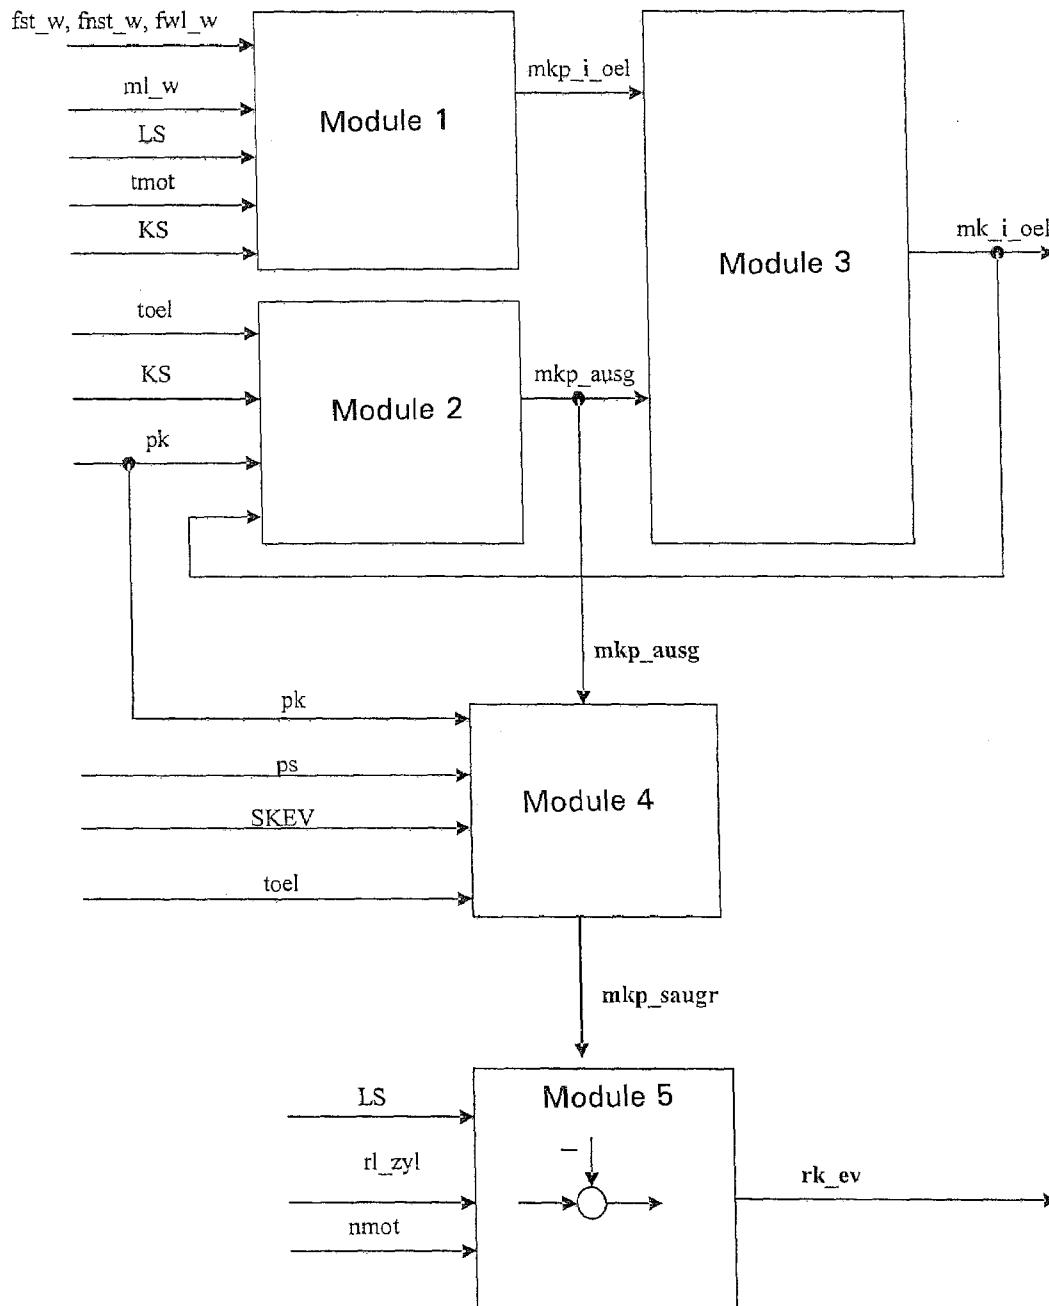 fst_w, fnst_w, fwl_w
ml_w
LS
tmot
KS
Module 1
mkp_i_oel
Module 3
mk_i_oel
toel
KS
pk
Module 2
mkp_ausg
mkp_ausg
pk
ps
SKEV
toel
Module 4
mkp_saugr
LS
rl_zyl
nmot
Module 5
–
rk_ev